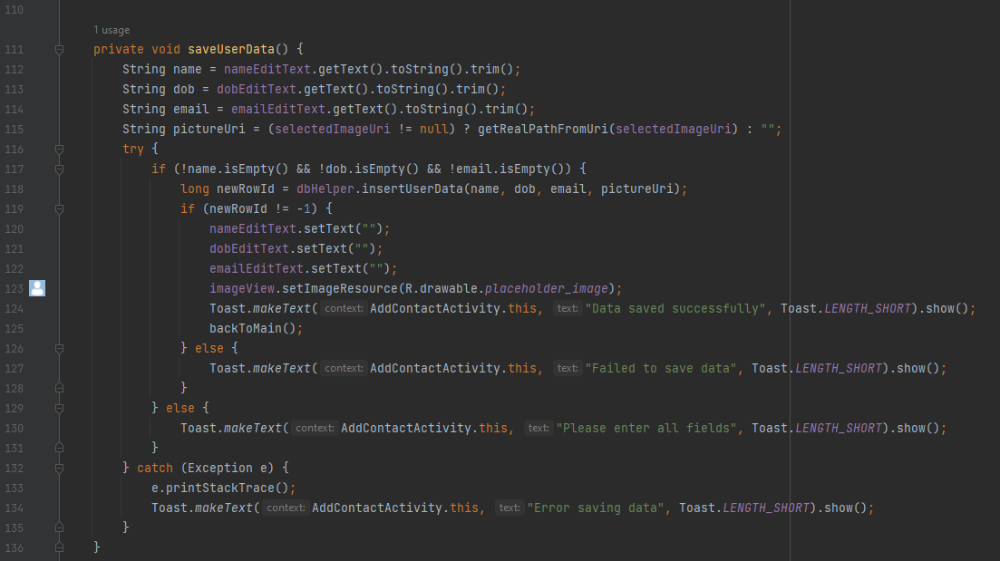 110
1 usage
111 private void saveUserData() {
112 String name = nameEditText.getText().toString().trim();
113 String dob = dobEditText.getText().toString().trim();
114 String email = emailEditText.getText().toString().trim();
115 String pictureUri = (selectedImageUri != null) ? getRealPathFromUri(selectedImageUri) : "";
116 try {
117 if (!name.isEmpty() && !dob.isEmpty() && !email.isEmpty()) {
118 long newRowId = dbHelper.insertUserData(name, dob, email, pictureUri);
119 if (newRowId != -1) {
120 nameEditText.setText("");
121 dobEditText.setText("");
122 emailEditText.setText("");
123 imageView.setImageResource(R.drawable.placeholder_image);
124 Toast.makeText( context: AddContactActivity.this, text: "Data saved successfully", Toast.LENGTH_SHORT).show();
125 backToMain();
126 } else {
127 Toast.makeText( context: AddContactActivity.this, text: "Failed to save data", Toast.LENGTH_SHORT).show();
128 }
129 } else {
130 Toast.makeText( context: AddContactActivity.this, text: "Please enter all fields", Toast.LENGTH_SHORT).show();
131 }
132 } catch (Exception e) {
133 e.printStackTrace();
134 Toast.makeText( context: AddContactActivity.this, text: "Error saving data", Toast.LENGTH_SHORT).show();
135 }
136 }